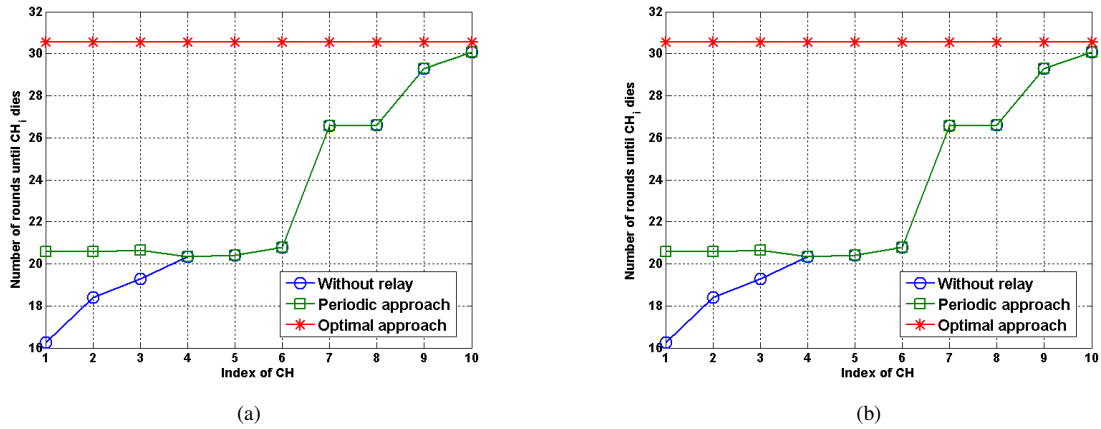 32
30
28
26
24
22
20
18
16
Number of rounds until CH_i dies
1 2 3 4 5 6 7 8 9 10
Index of CH
Without relay
Periodic approach
Optimal approach
(a)
32
30
28
26
24
22
20
18
16
Number of rounds until CH_i dies
1 2 3 4 5 6 7 8 9 10
Index of CH
Without relay
Periodic approach
Optimal approach
(b)